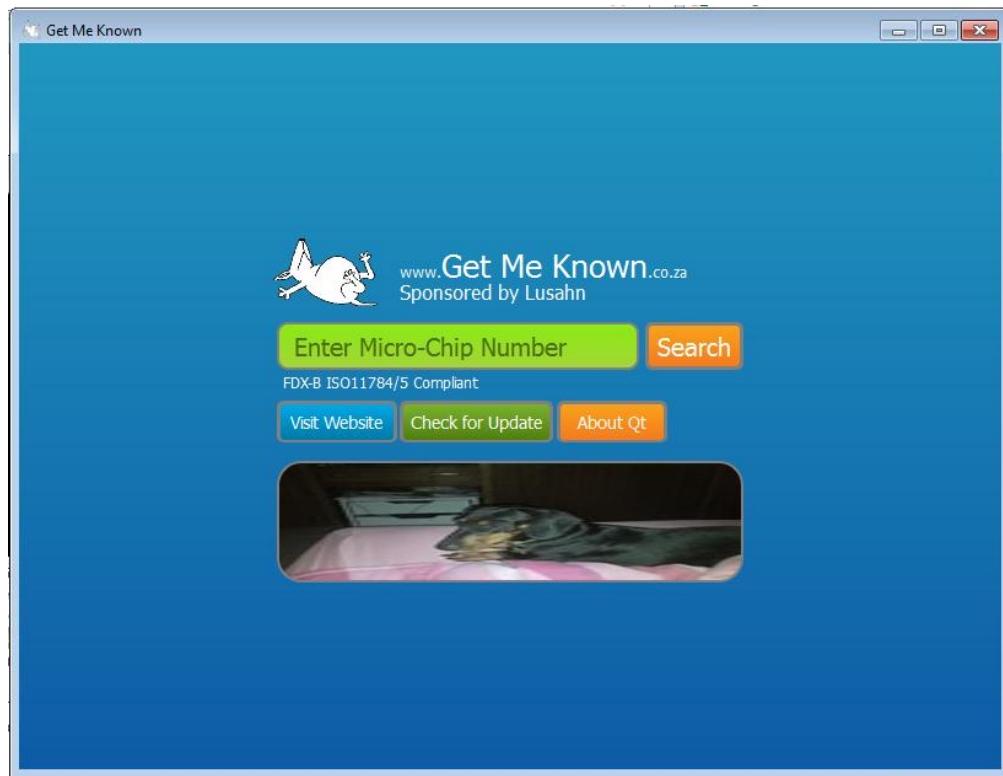 Get Me Known
www.Get Me Known.co.za
Sponsored by Lusahn
Enter Micro-Chip Number
Search
FDX-B ISO11784/5 Compliant
Visit Website
Check for Update
About Qt